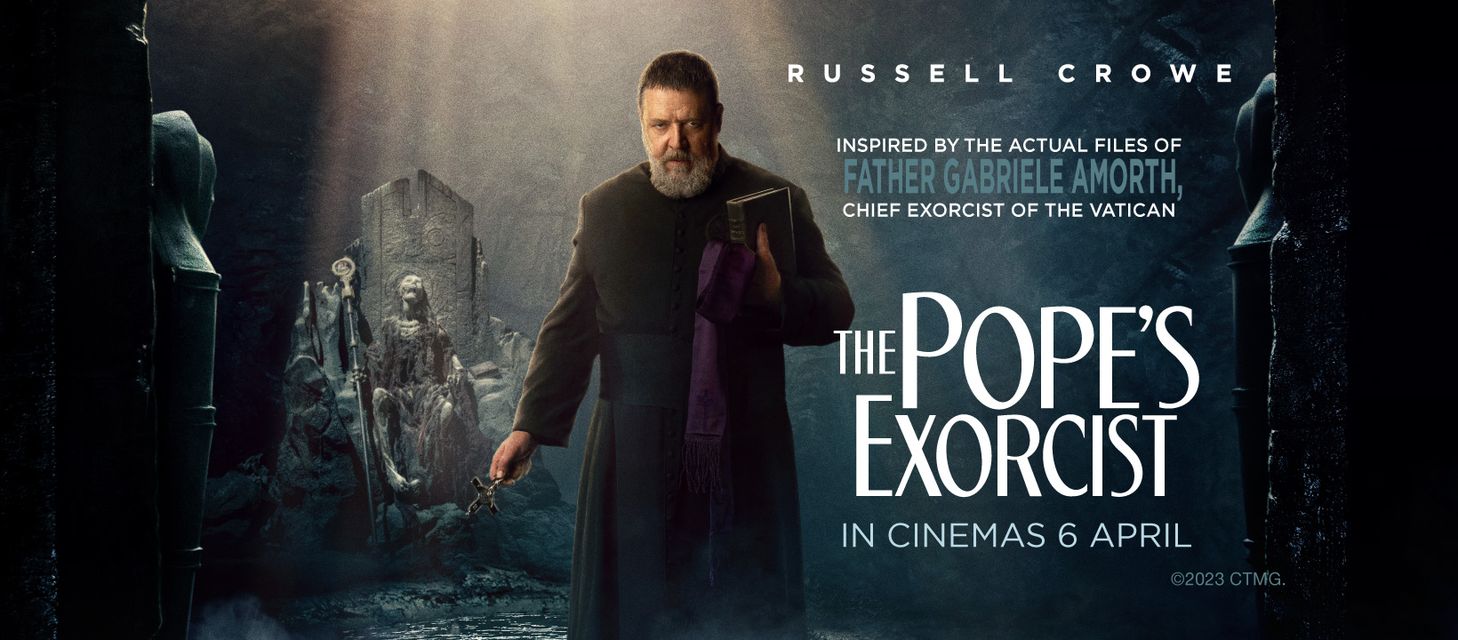 RUSSELL CROWE
INSPIRED BY THE ACTUAL FILES OF
FATHER GABRIELE AMORTH,
CHIEF EXORCIST OF THE VATICAN
THE POPE'S
EXORCIST
IN CINEMAS 6 APRIL
©2023 CTMG.